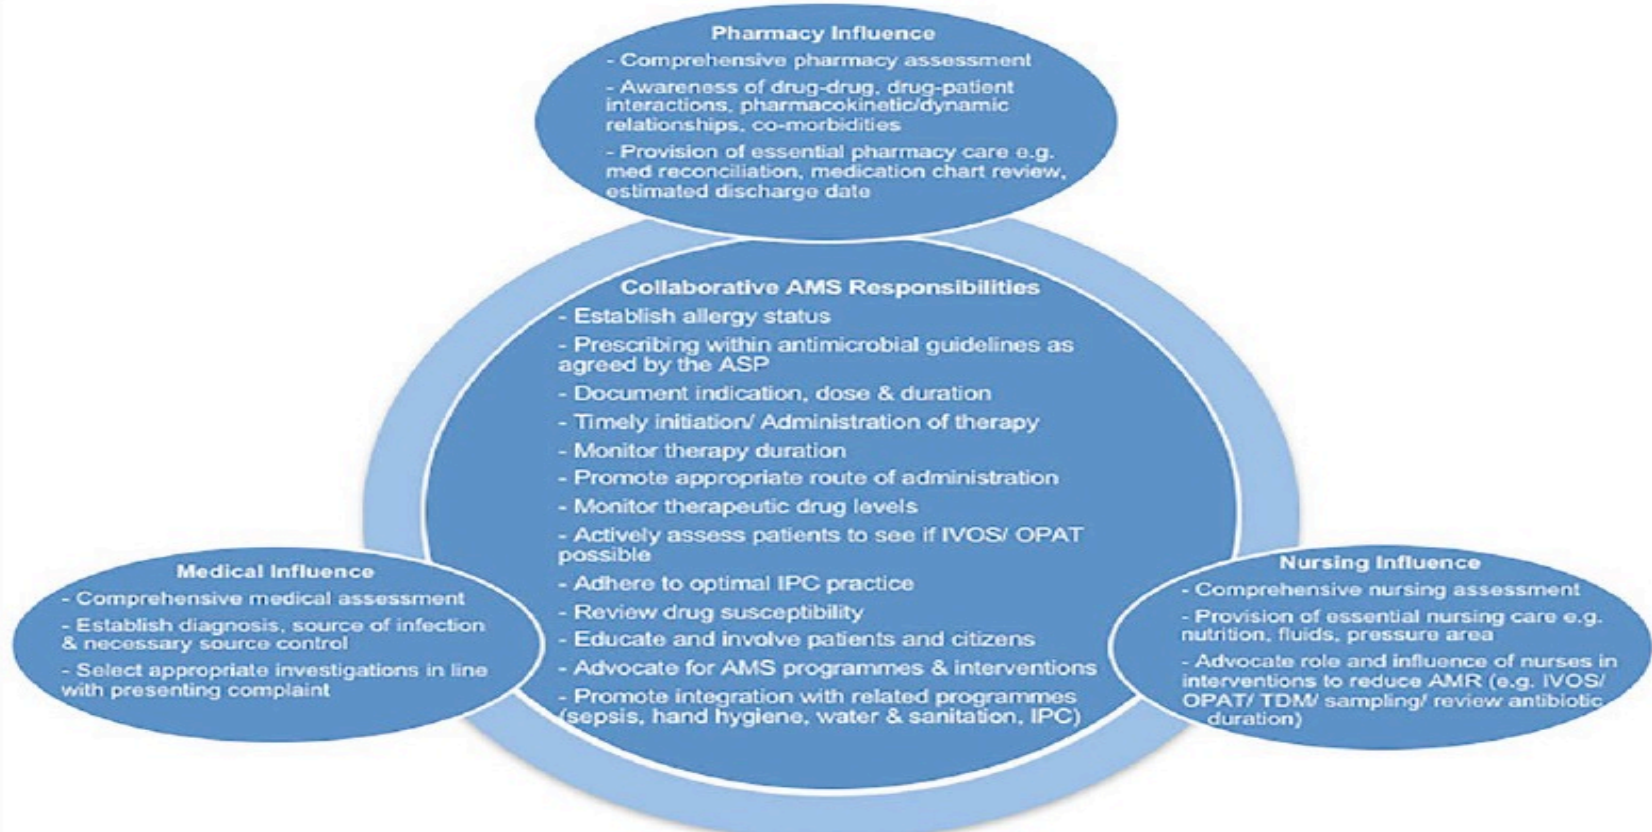 Pharmacy Influence
- Comprehensive pharmacy assessment
- Awareness of drug-drug, drug-patient
interactions, pharmacokinetic/dynamic
relationships, co-morbidities
- Provision of essential pharmacy care e.g.
med reconciliation, medication chart review,
estimated discharge date
Collaborative AMS Responsibilities
- Establish allergy status
- Prescribing within antimicrobial guidelines as
agreed by the ASP
- Document indication, dose & duration
- Timely initiation/ Administration of therapy
- Monitor therapy duration
- Promote appropriate route of administration
- Monitor therapeutic drug levels
- Actively assess patients to see if IVOS/ OPAT
possible
- Adhere to optimal IPC practice
- Review drug susceptibility
- Educate and involve patients and citizens
- Advocate for AMS programmes & interventions
- Promote integration with related programmes
(sepsis, hand hygiene, water & sanitation, IPC)
Medical Influence
- Comprehensive medical assessment
- Establish diagnosis, source of infection
& necessary source control
- Select appropriate investigations in line
with presenting complaint
Nursing Influence
- Comprehensive nursing assessment
- Provision of essential nursing care e.g.
nutrition, fluids, pressure area
- Advocate role and influence of nurses in
interventions to reduce AMR (e.g. IVOS/
OPAT/ TDM/ sampling/ review antibiotic
duration)